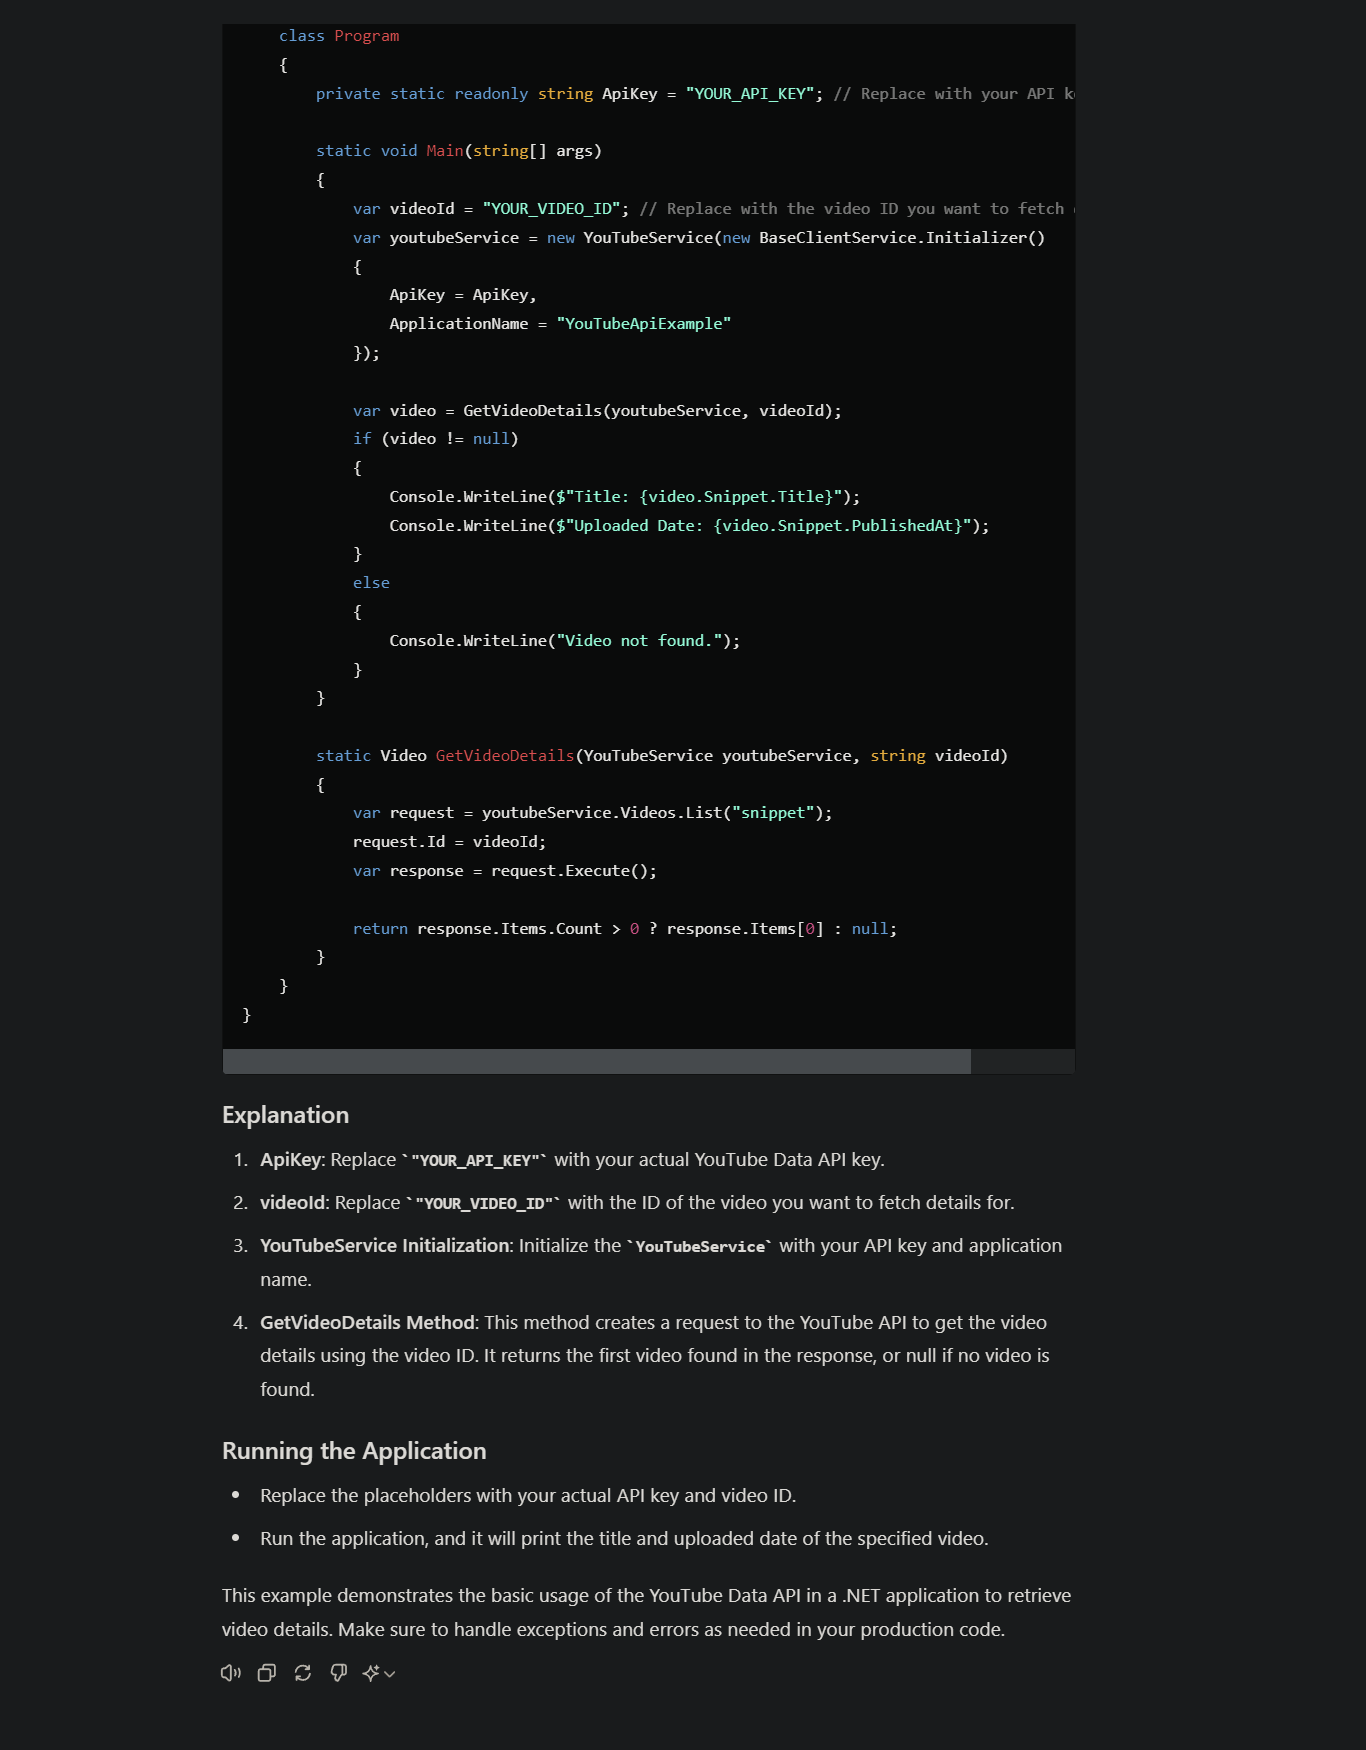 class Program
{
private static readonly string ApiKey = "YOUR_API_KEY"; // Replace with your API k
static void Main(string[] args)
{
var videoId = "YOUR_VIDEO_ID"; // Replace with the video ID you want to fetch
var youtubeService = new YouTubeService(new BaseClientService.Initializer()
{
ApiKey = ApiKey,
ApplicationName = "YouTubeApiExample"
});
var video = GetVideoDetails(youtubeService, videoId);
if (video != null)
{
Console.WriteLine($"Title: {video.Snippet.Title}");
Console.WriteLine($"Uploaded Date: {video.Snippet.PublishedAt}");
}
else
{
Console.WriteLine("Video not found.");
}
}
static Video GetVideoDetails(YouTubeService youtubeService, string videoId)
{
var request = youtubeService.Videos.List("snippet");
request.Id = videoId;
var response = request.Execute();
return response.Items.Count > 0 ? response.Items[0] : null;
}
}
}
Explanation
1. ApiKey: Replace `"YOUR_API_KEY"` with your actual YouTube Data API key.
2. videoId: Replace `"YOUR_VIDEO_ID"` with the ID of the video you want to fetch details for.
3. YouTubeService Initialization: Initialize the `YouTubeService` with your API key and application
name.
4. GetVideoDetails Method: This method creates a request to the YouTube API to get the video
details using the video ID. It returns the first video found in the response, or null if no video is
found.
Running the Application
• Replace the placeholders with your actual API key and video ID.
• Run the application, and it will print the title and uploaded date of the specified video.
This example demonstrates the basic usage of the YouTube Data API in a .NET application to retrieve
video details. Make sure to handle exceptions and errors as needed in your production code.